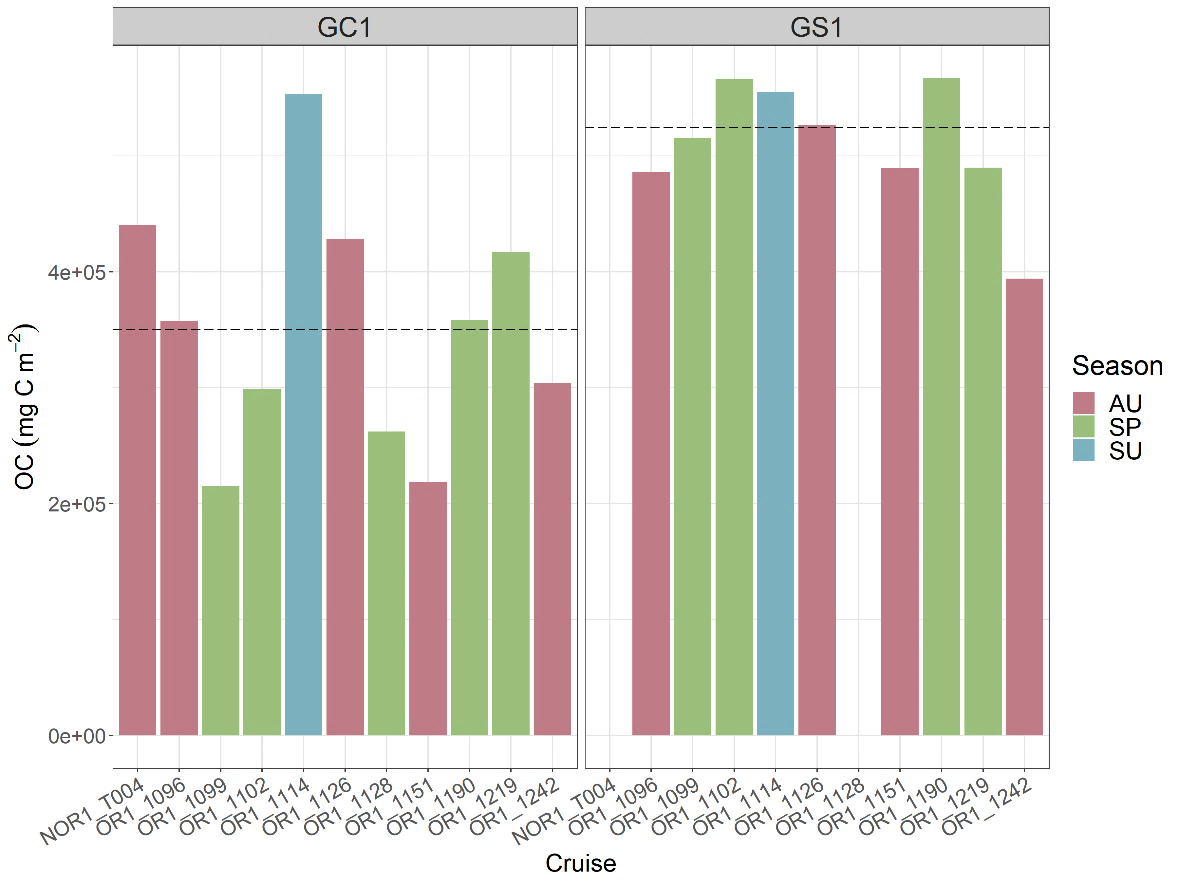 GC1
GS1
OC (mg C m⁻²)
4e+05
2e+05
0e+00
NOR1_T004
OR1_1096
OR1_1099
OR1_1102
OR1_1114
OR1_1126
OR1_1128
OR1_1151
OR1_1190
OR1_1219
OR1_1242
NOR1_T004
OR1_1096
OR1_1099
OR1_1102
OR1_1114
OR1_1126
OR1_1128
OR1_1151
OR1_1190
OR1_1219
OR1_1242
Cruise
Season
AU
SP
SU